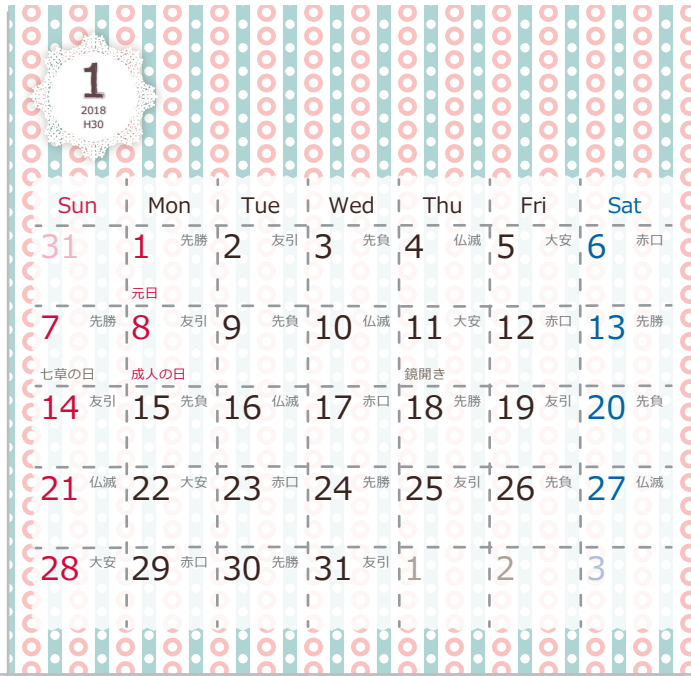 1
2018
H30
Sun Mon Tue Wed Thu Fri Sat
31 1 先勝 2 友引 3 先負 4 仏滅 5 大安 6 赤口
元日
7 先勝 8 友引 9 先負 10 仏滅 11 大安 12 赤口 13 先勝
七草の日 成人の日 鏡開き
14 友引 15 先負 16 仏滅 17 赤口 18 先勝 19 友引 20 先負
21 仏滅 22 大安 23 赤口 24 先勝 25 友引 26 先負 27 仏滅
28 大安 29 赤口 30 先勝 31 友引 1 2 3